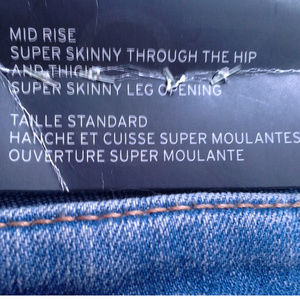 MID RISE
SUPER SKINNY THROUGH THE HIP
AND THIGH
SUPER SKINNY LEG OPENING
TAILLE STANDARD
HANCHE ET CUISSE SUPER MOULANTES
OUVERTURE SUPER MOULANTE